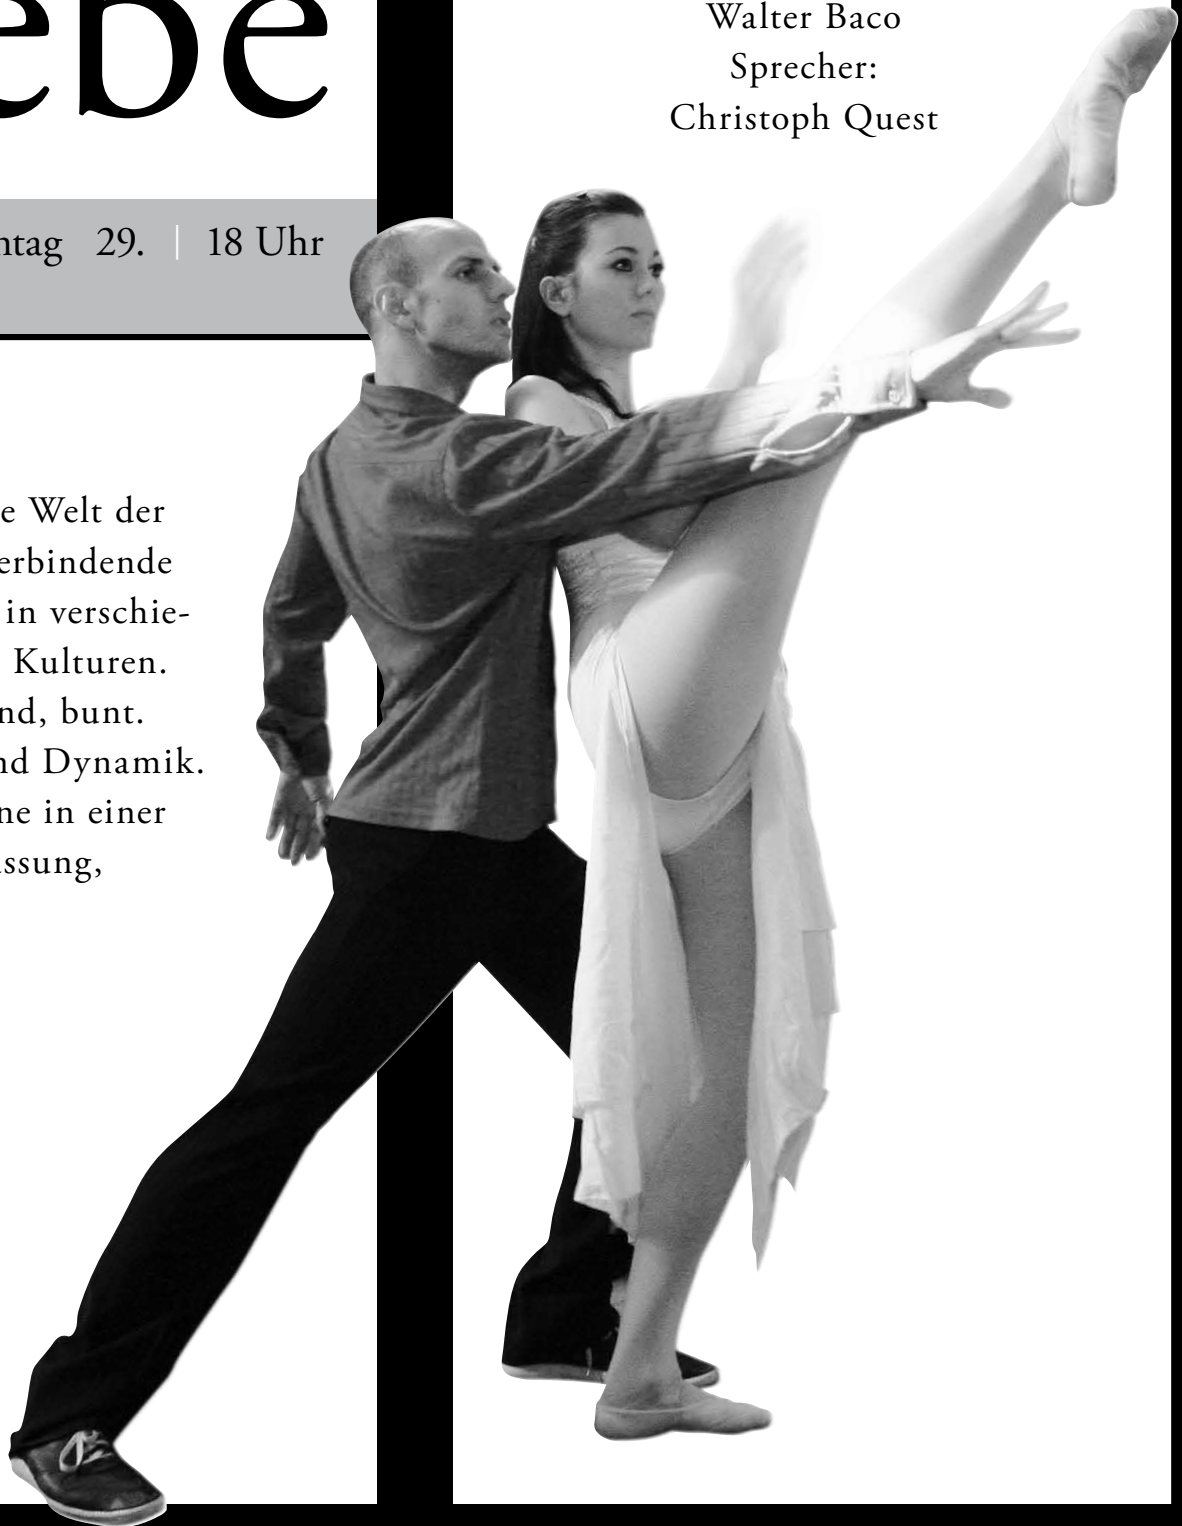 ebe
Walter Baco
Sprecher:
Christoph Quest
ntag 29. | 18 Uhr
e Welt der
erbindende
in verschie-
Kulturen.
nd, bunt.
nd Dynamik.
ne in einer
ssung,